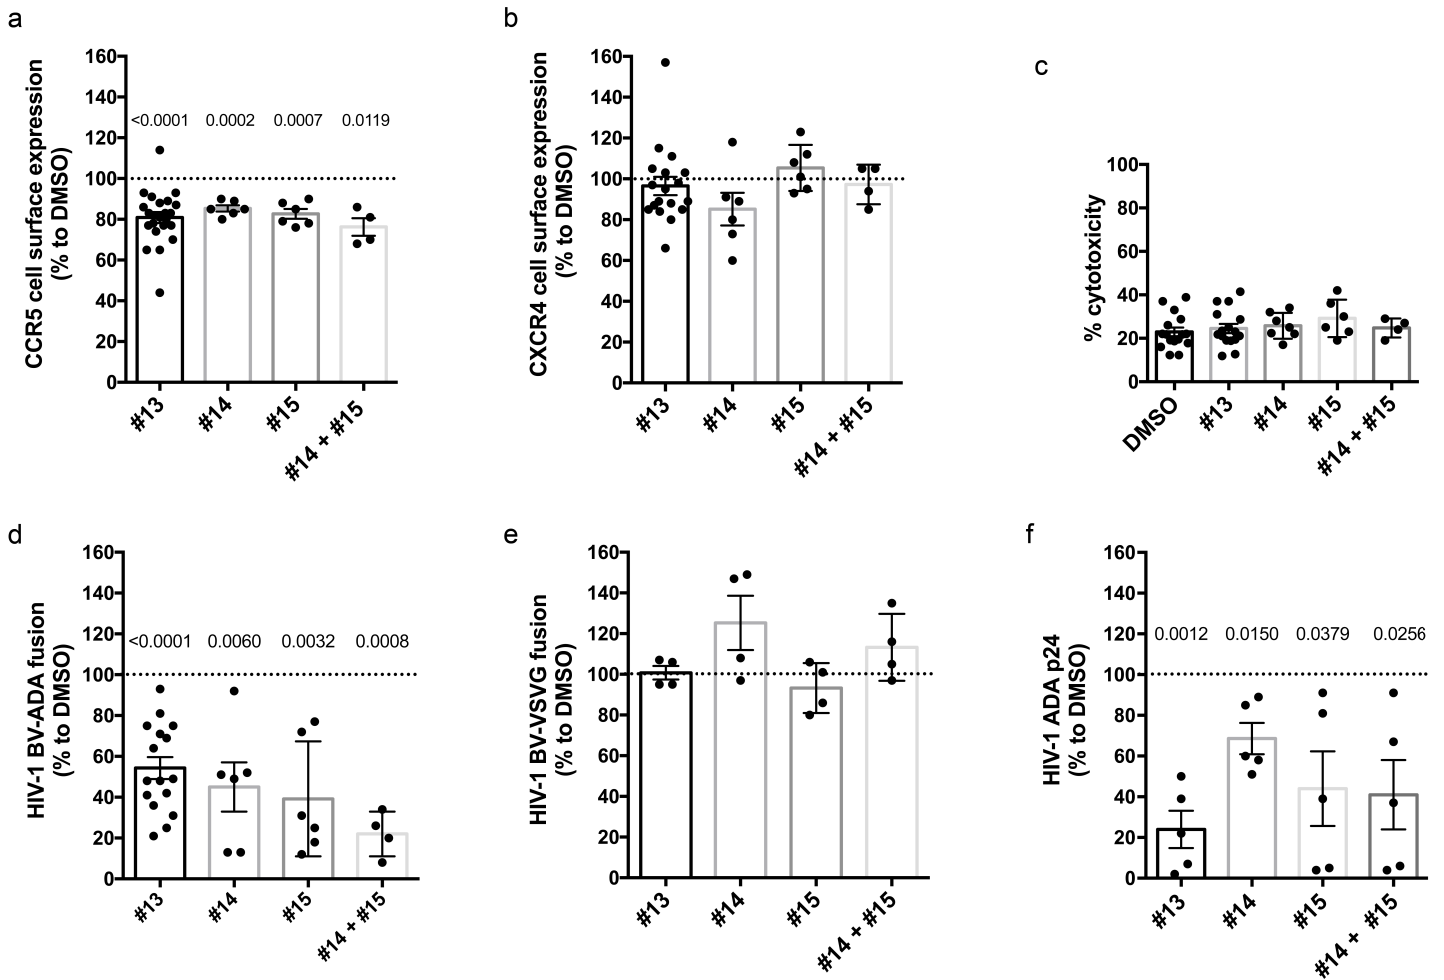 a
CCR5 cell surface expression
(% to DMSO)
160
140
120
100
80
60
40
20
0
<0.0001 0.0002 0.0007 0.0119
#13 #14 #15 #14 + #15
b
CXCR4 cell surface expression
(% to DMSO)
160
140
120
100
80
60
40
20
0
#13 #14 #15 #14 + #15
c
% cytotoxicity
100
80
60
40
20
0
DMSO #13 #14 #15 #14 + #15
d
HIV-1 BV-ADA fusion
(% to DMSO)
160
140
120
100
80
60
40
20
0
<0.0001 0.0060 0.0032 0.0008
#13 #14 #15 #14 + #15
e
HIV-1 BV-VSVG fusion
(% to DMSO)
160
140
120
100
80
60
40
20
0
#13 #14 #15 #14 + #15
f
HIV-1 ADA p24
(% to DMSO)
160
140
120
100
80
60
40
20
0
0.0012 0.0150 0.0379 0.0256
#13 #14 #15 #14 + #15